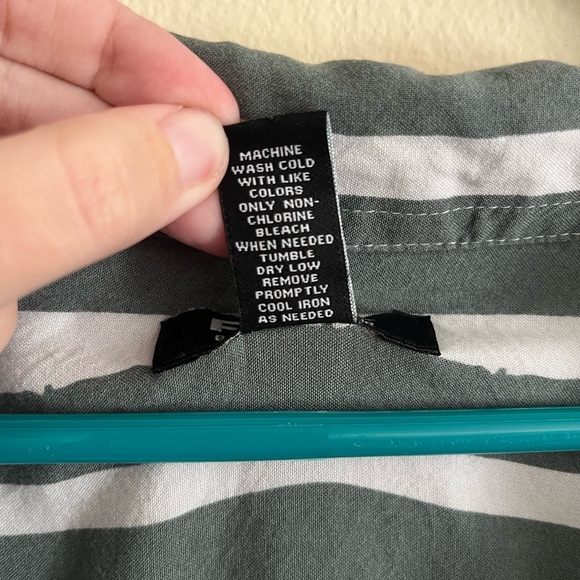 MACHINE
WASH COLD
WITH LIKE
COLORS
ONLY NON-
CHLORINE
BLEACH
WHEN NEEDED
TUMBLE
DRY LOW
REMOVE
PROMPTLY
COOL IRON
AS NEEDED